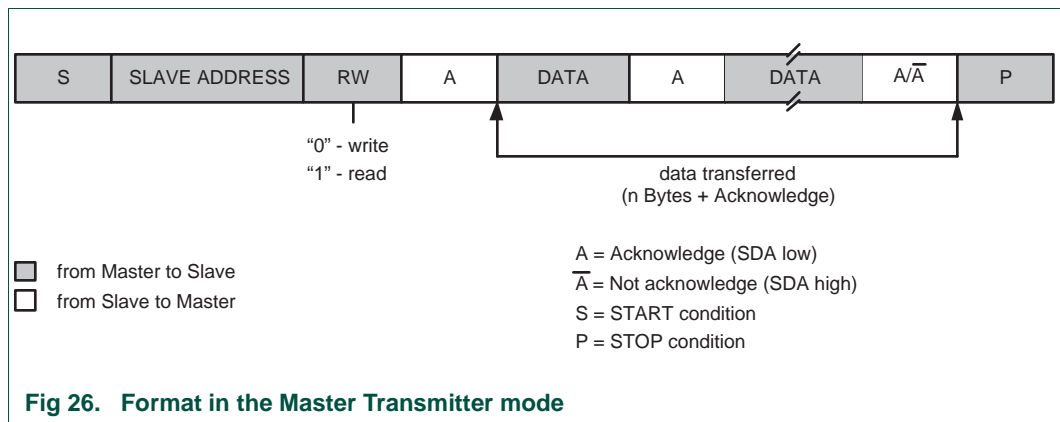 S SLAVE ADDRESS RW A DATA A DATA A/A̅ P
“0” - write
“1” - read
data transferred
(n Bytes + Acknowledge)
from Master to Slave
from Slave to Master
A = Acknowledge (SDA low)
A̅ = Not acknowledge (SDA high)
S = START condition
P = STOP condition
Fig 26. Format in the Master Transmitter mode